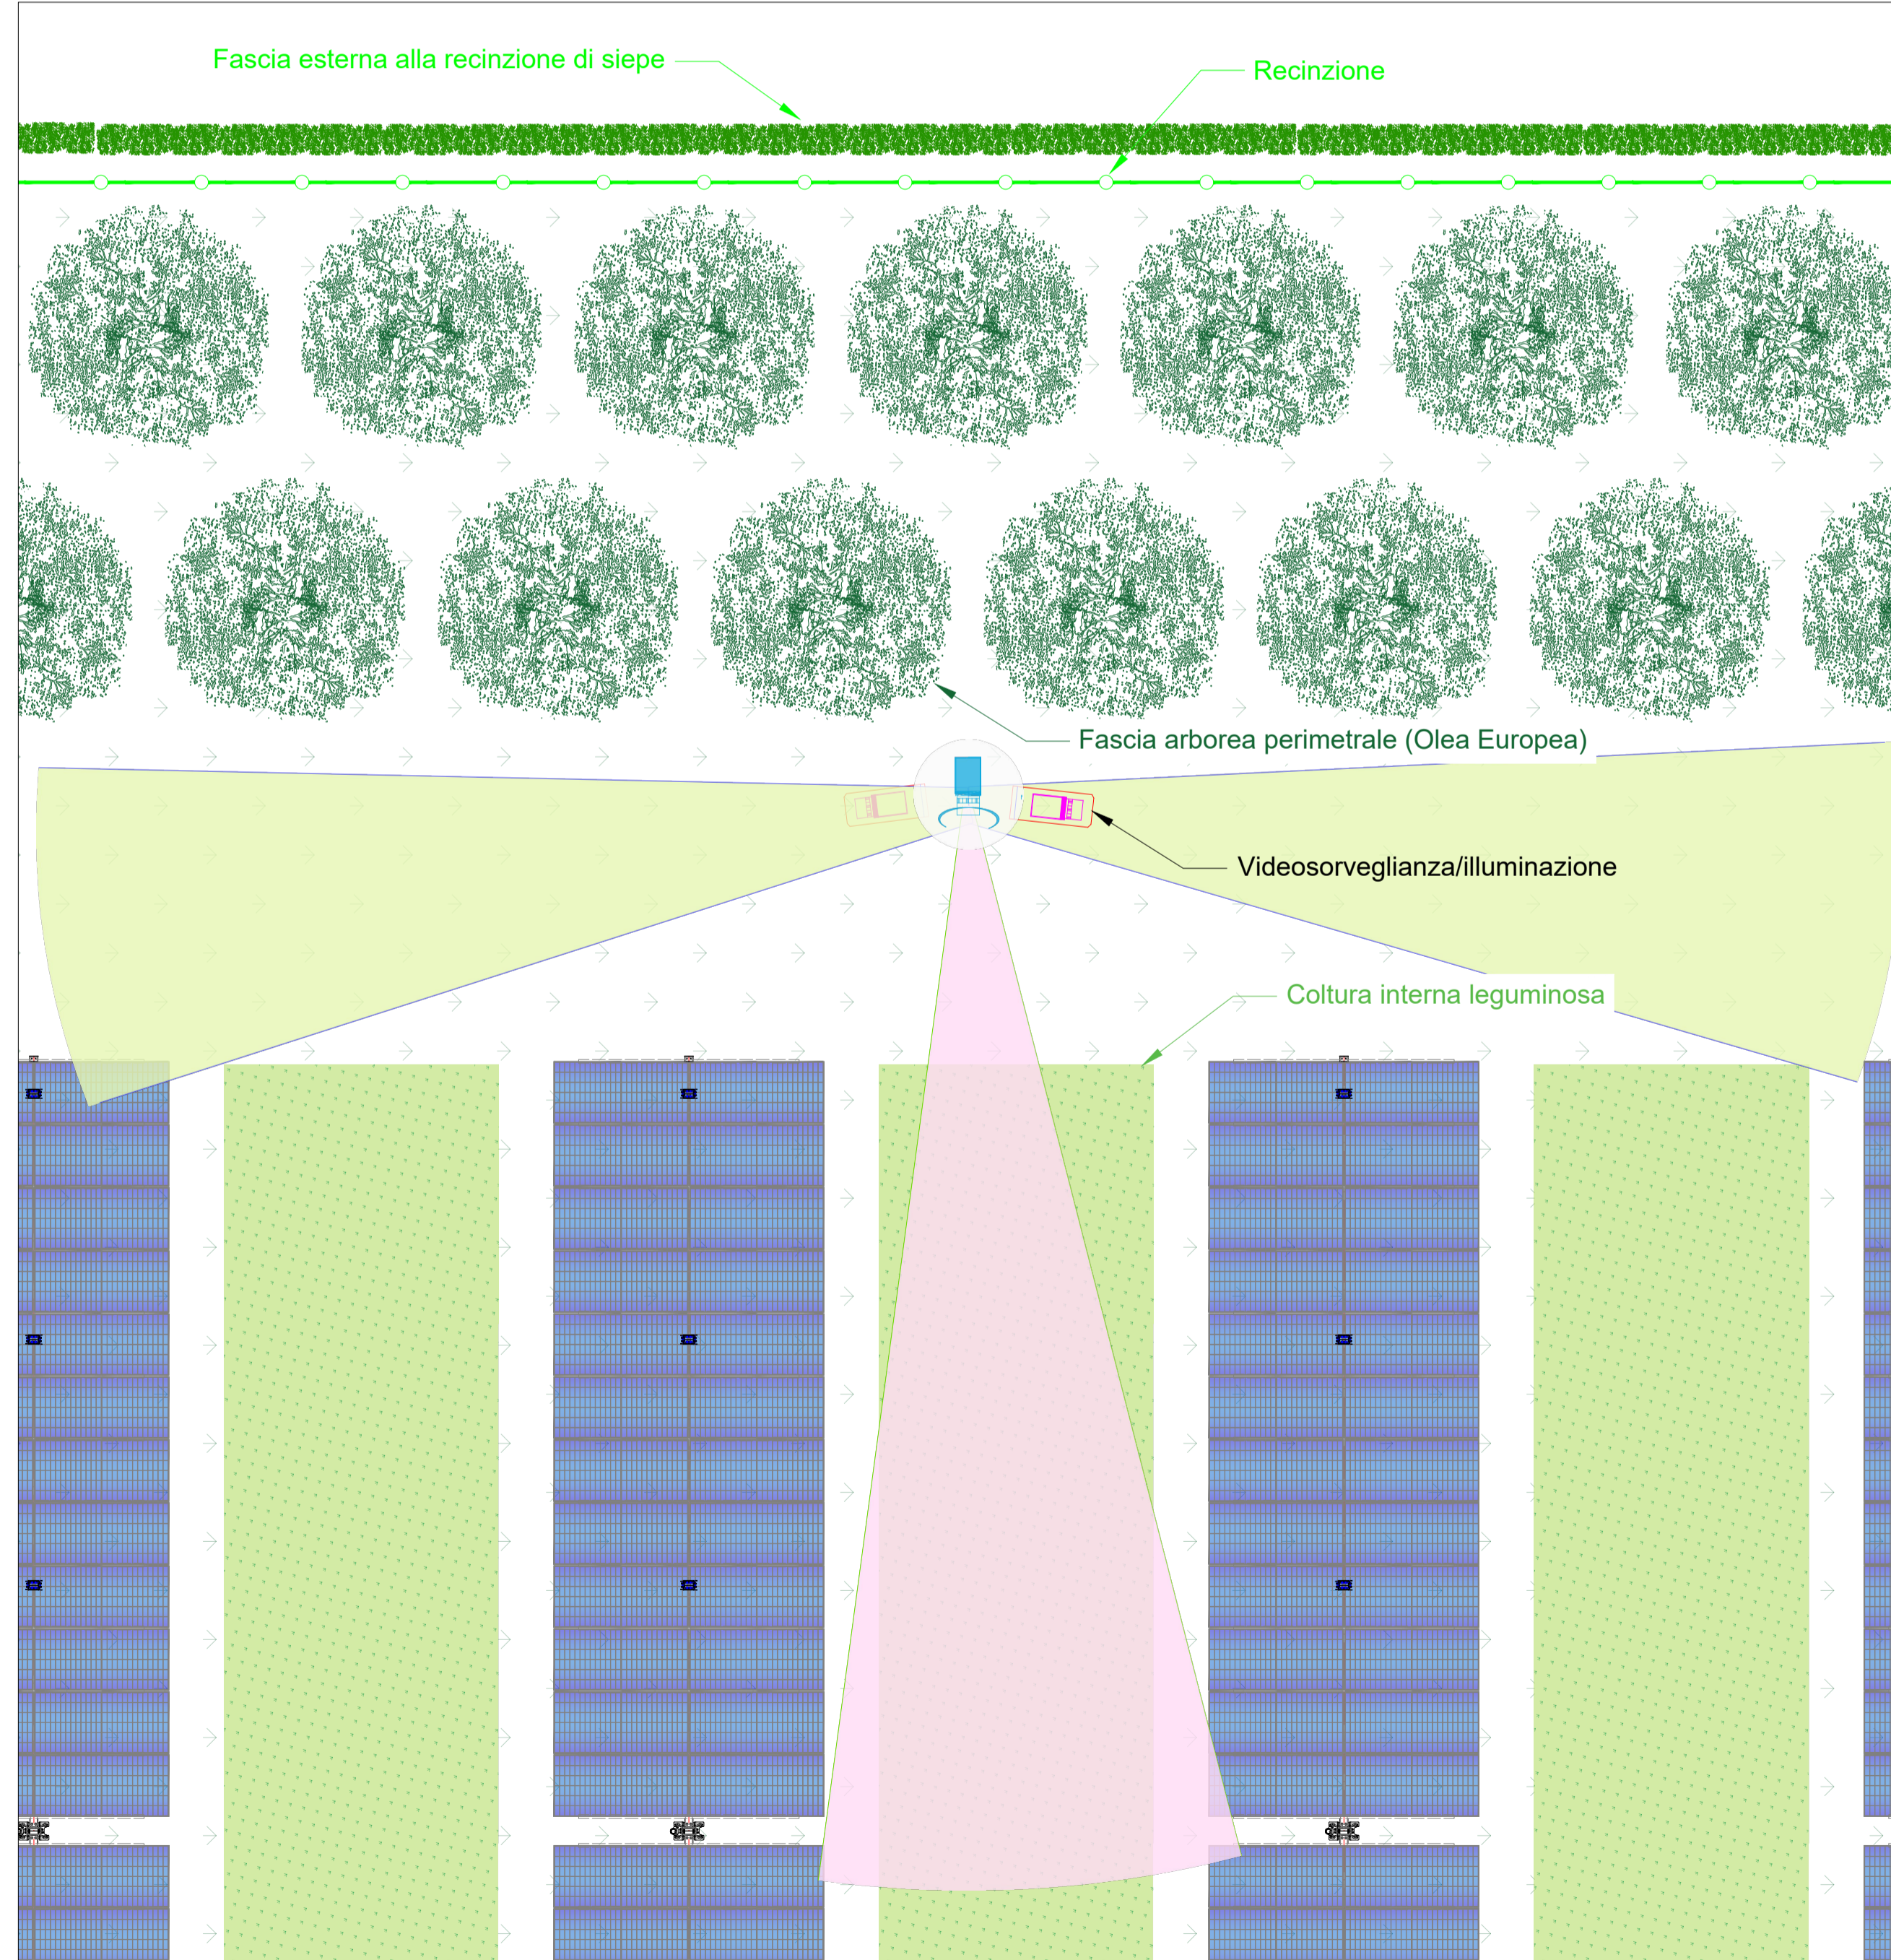 Fascia esterna alla recinzione di siepe
Recinzione
Fascia arborea perimetrale (Olea Europea)
Videosorveglianza/illuminazione
Coltura interna leguminosa